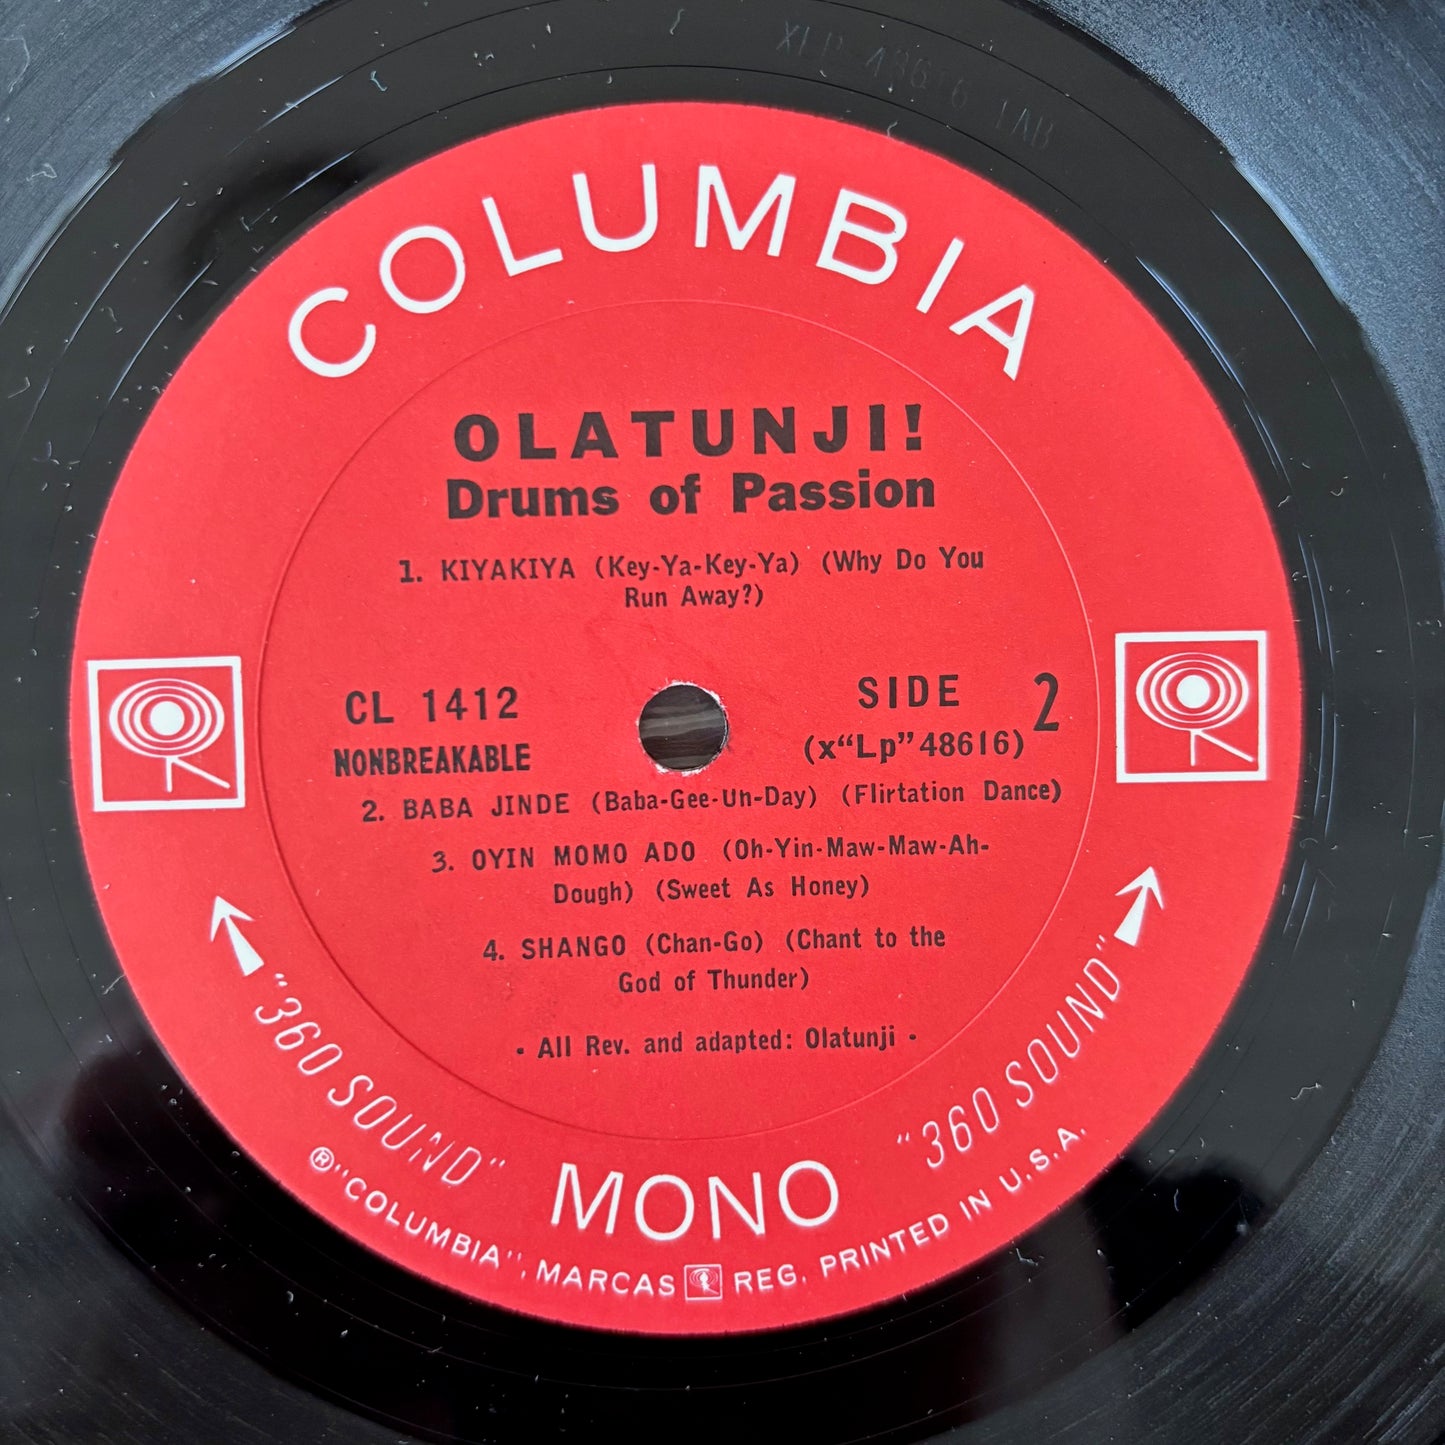 XLP 48616 1AB
COLUMBIA
OLATUNJI!
Drums of Passion
1. KIYAKIYA (Key-Ya-Key-Ya) (Why Do You
Run Away?)
CL 1412
NONBREAKABLE
SIDE 2
(x“Lp”48616)
2. BABA JINDE (Baba-Gee-Un-Day) (Flirtation Dance)
3. OYIN MOMO ADO (Oh-Yin-Maw-Maw-Ah-
Dough) (Sweet As Honey)
4. SHANGO (Chan-Go) (Chant to the
God of Thunder)
• All Rev. and adapted: Olatunji •
"360 SOUND"
MONO
"360 SOUND"
® "COLUMBIA", MARCAS REG. PRINTED IN U.S.A.